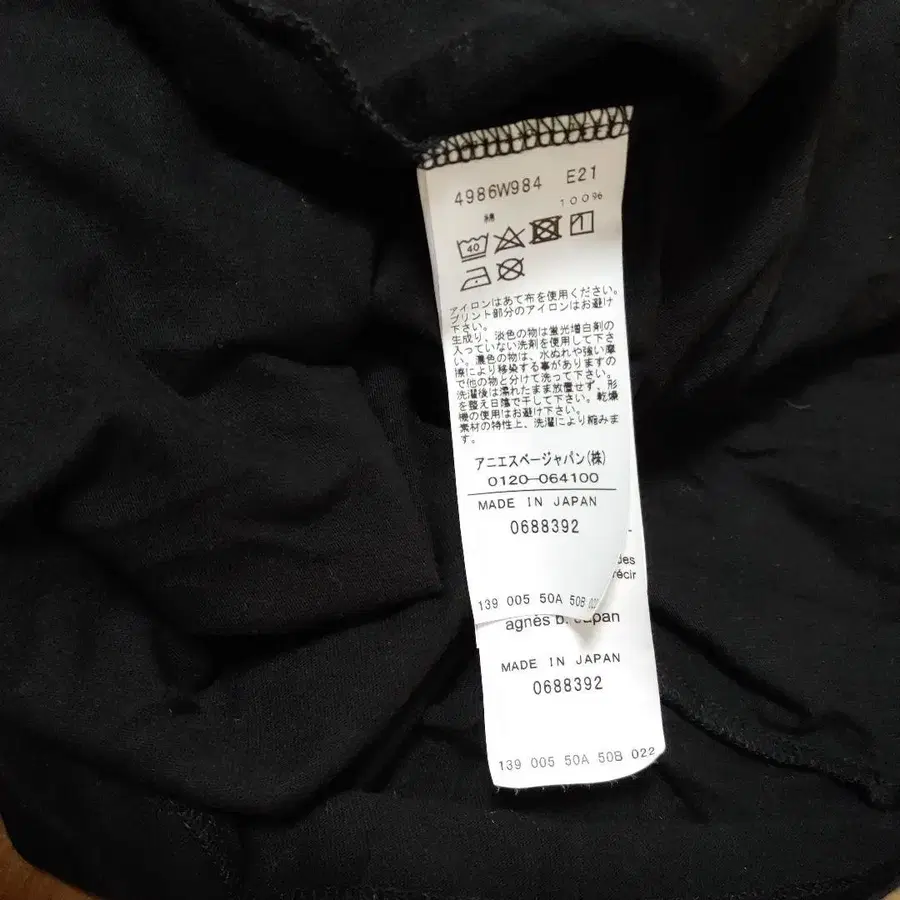 4986W984 E21
綿 100%
40
1
アイロンはあて布を使用ください。
プリント部分のアイロンはお避け
下さい。
生成り、淡色の物は蛍光増白剤の
入っていない洗剤を使用して下さ
い。濃色の物は、水ぬれや強い摩
擦により移染する事がありますの
で他の物と分けて洗って下さい。
洗濯後は濡れたまま放置せず、形
を整え日陰で干して下さい。乾燥
機の使用はお避け下さい。
素材の特性上、洗濯により縮みま
す。
アニエスベージャパン(株)
0120-064100
MADE IN JAPAN
0688392
139 005 50A 50B 022
des
récir
agnès b. Japan
MADE IN JAPAN
0688392
139 005 50A 50B 022